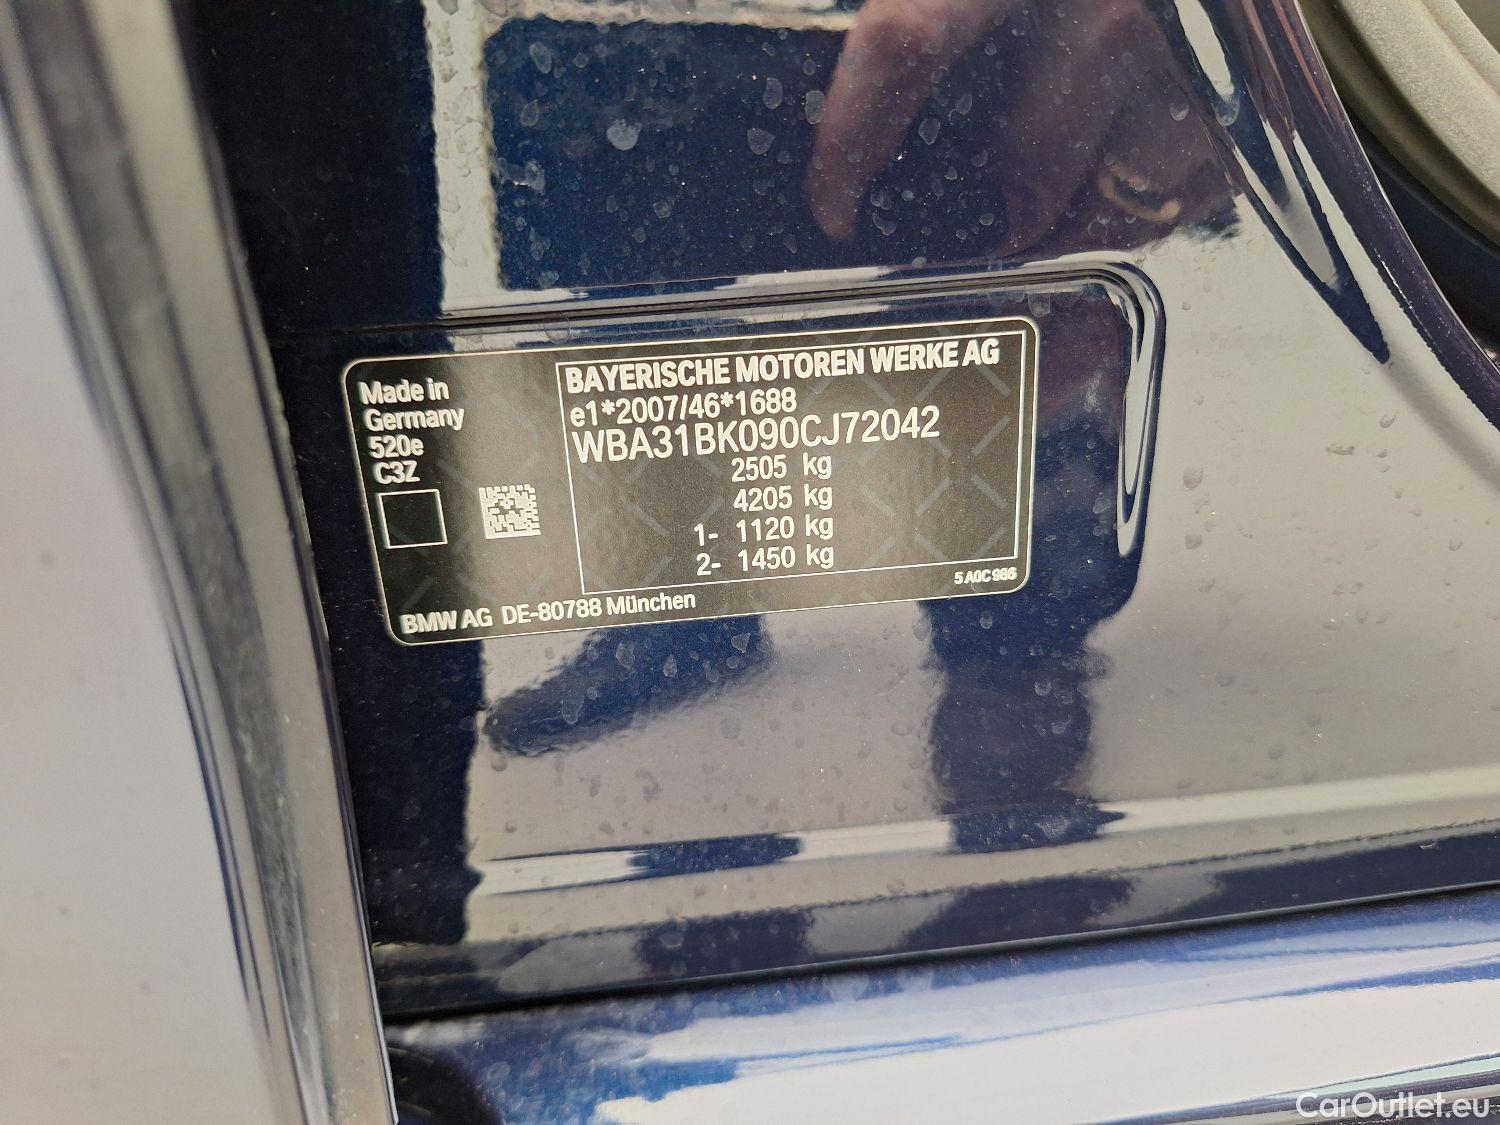 Made in
Germany
520e
C3Z
BAYERISCHE MOTOREN WERKE AG
e1*2007/46*1688
WBA31BK090CJ72042
2505 kg
4205 kg
1- 1120 kg
2- 1450 kg
5 A0C 986
BMW AG DE-80788 München
CarOutlet.eu